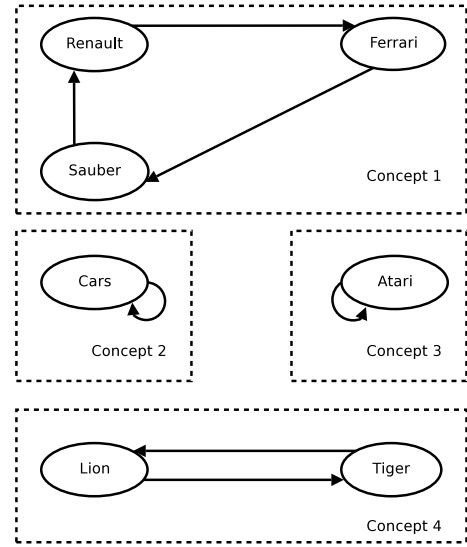 Renault
Ferrari
Sauber
Concept 1
Cars
Atari
Concept 2
Concept 3
Lion
Tiger
Concept 4